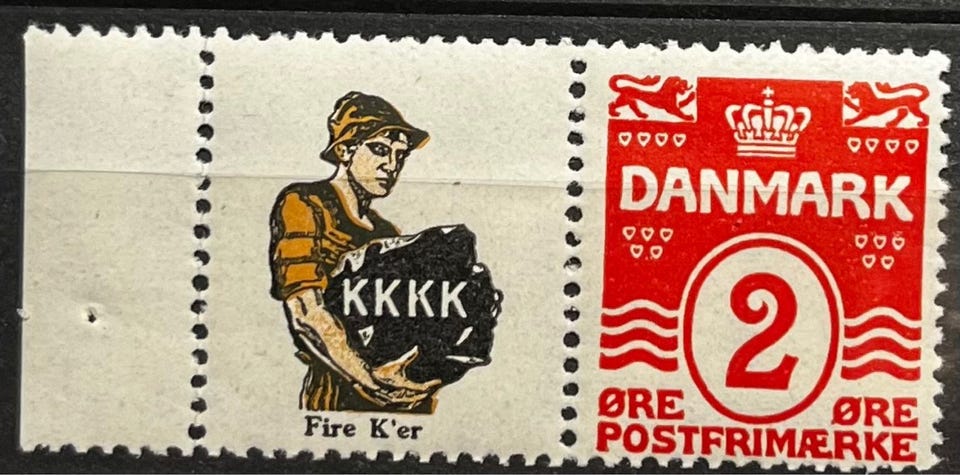 KKKK
Fire K'er
DANMARK
2
ØRE ØRE
POSTFRIMÆRKE